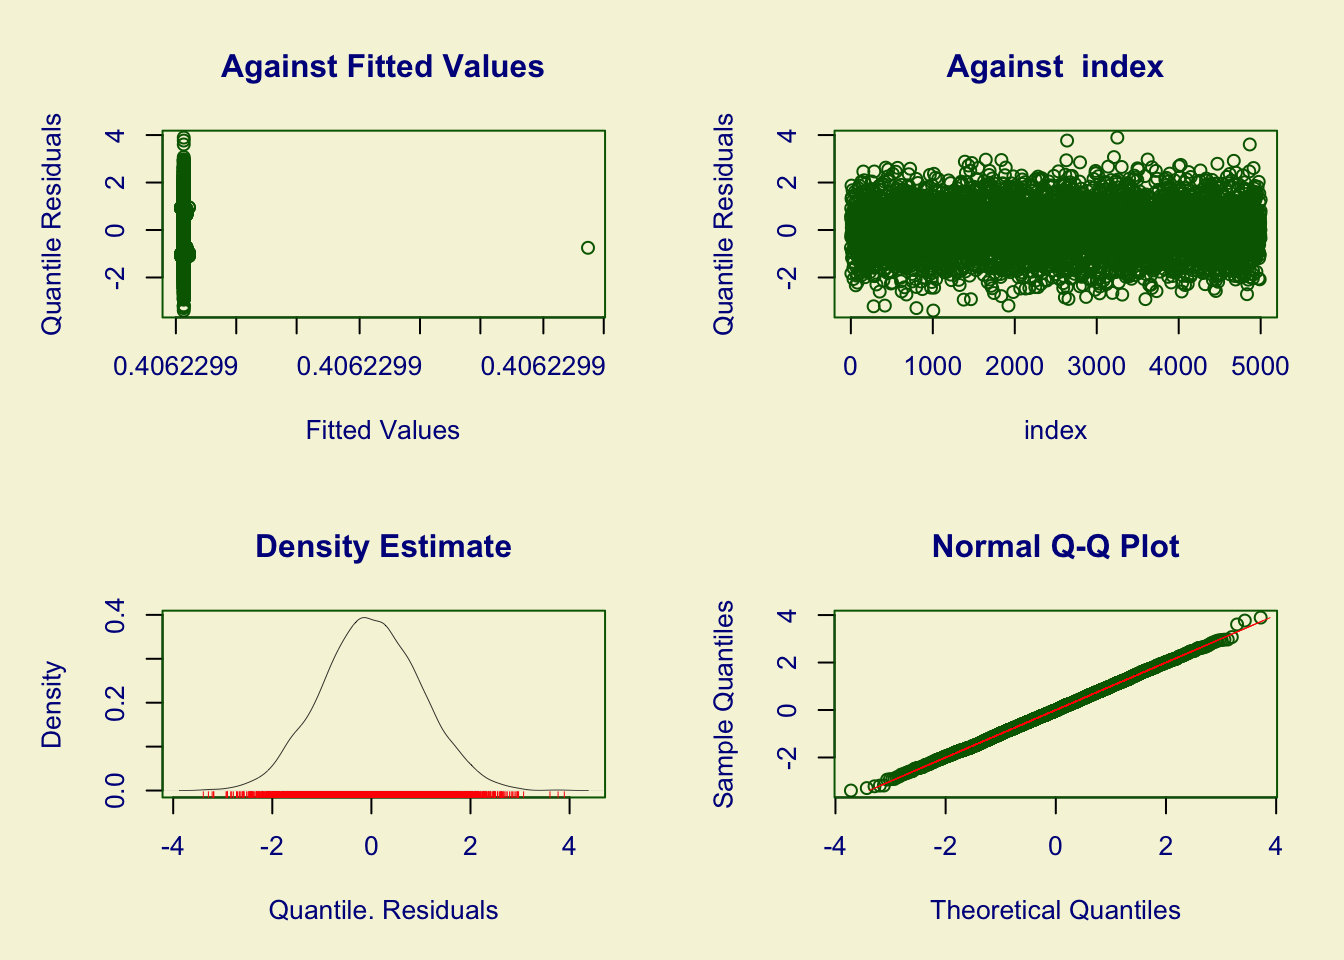 Against Fitted Values
Quantile Residuals
4
2
0
-2
0.4062299 0.4062299 0.4062299
Fitted Values
Against  index
Quantile Residuals
4
2
0
-2
0 1000 2000 3000 4000 5000
index
Density Estimate
Density
0.4
0.2
0.0
-4 -2 0 2 4
Quantile. Residuals
Normal Q-Q Plot
Sample Quantiles
4
2
0
-2
-4 -2 0 2 4
Theoretical Quantiles